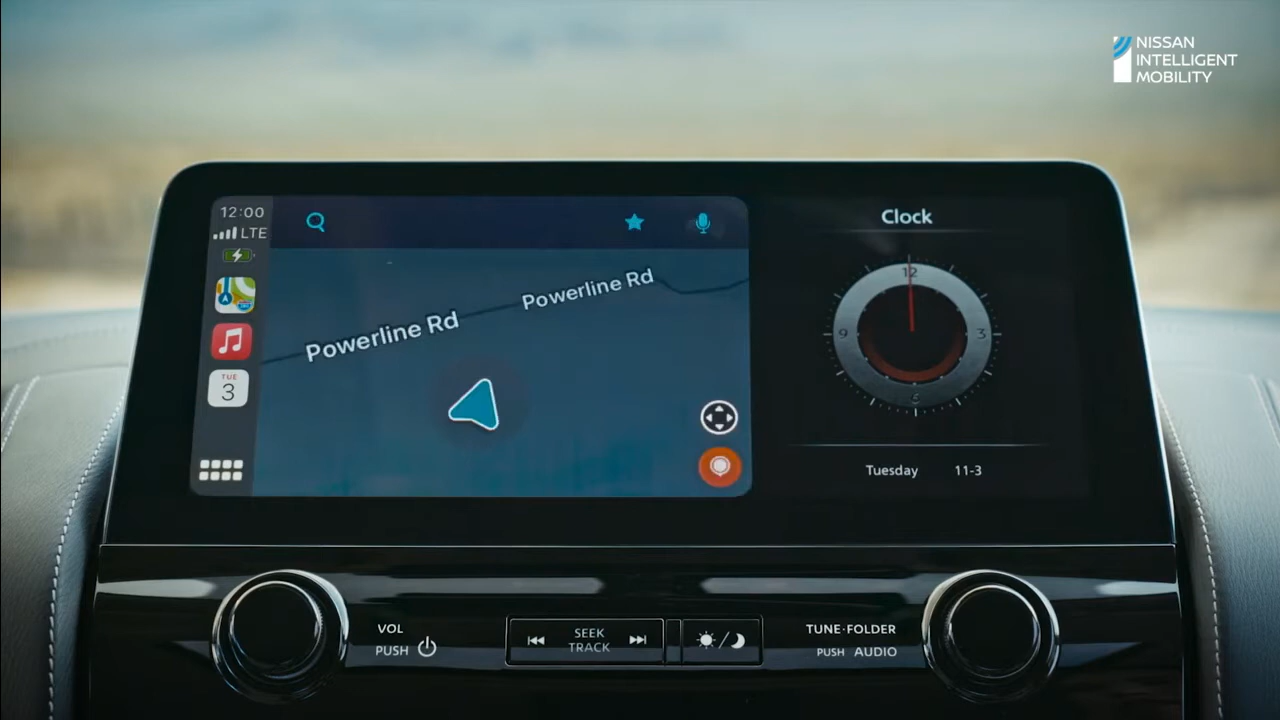 NISSAN
INTELLIGENT
MOBILITY
12:00
LTE
Clock
Powerline Rd
Powerline Rd
12
9
3
6
TUE
3
Tuesday 11-3
VOL
PUSH
SEEK
TRACK
TUNE·FOLDER
PUSH AUDIO